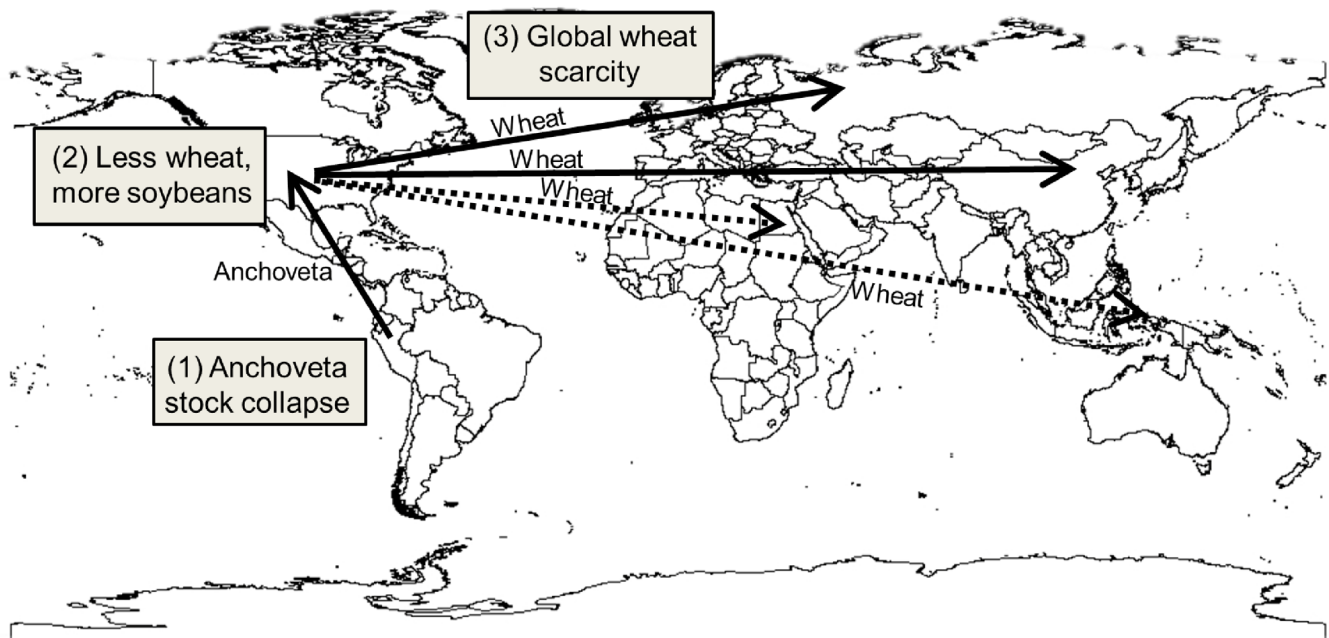 (3) Global wheat
scarcity
Wheat
(2) Less wheat,
more soybeans
Wheat
Wheat
Anchoveta
Wheat
(1) Anchoveta
stock collapse